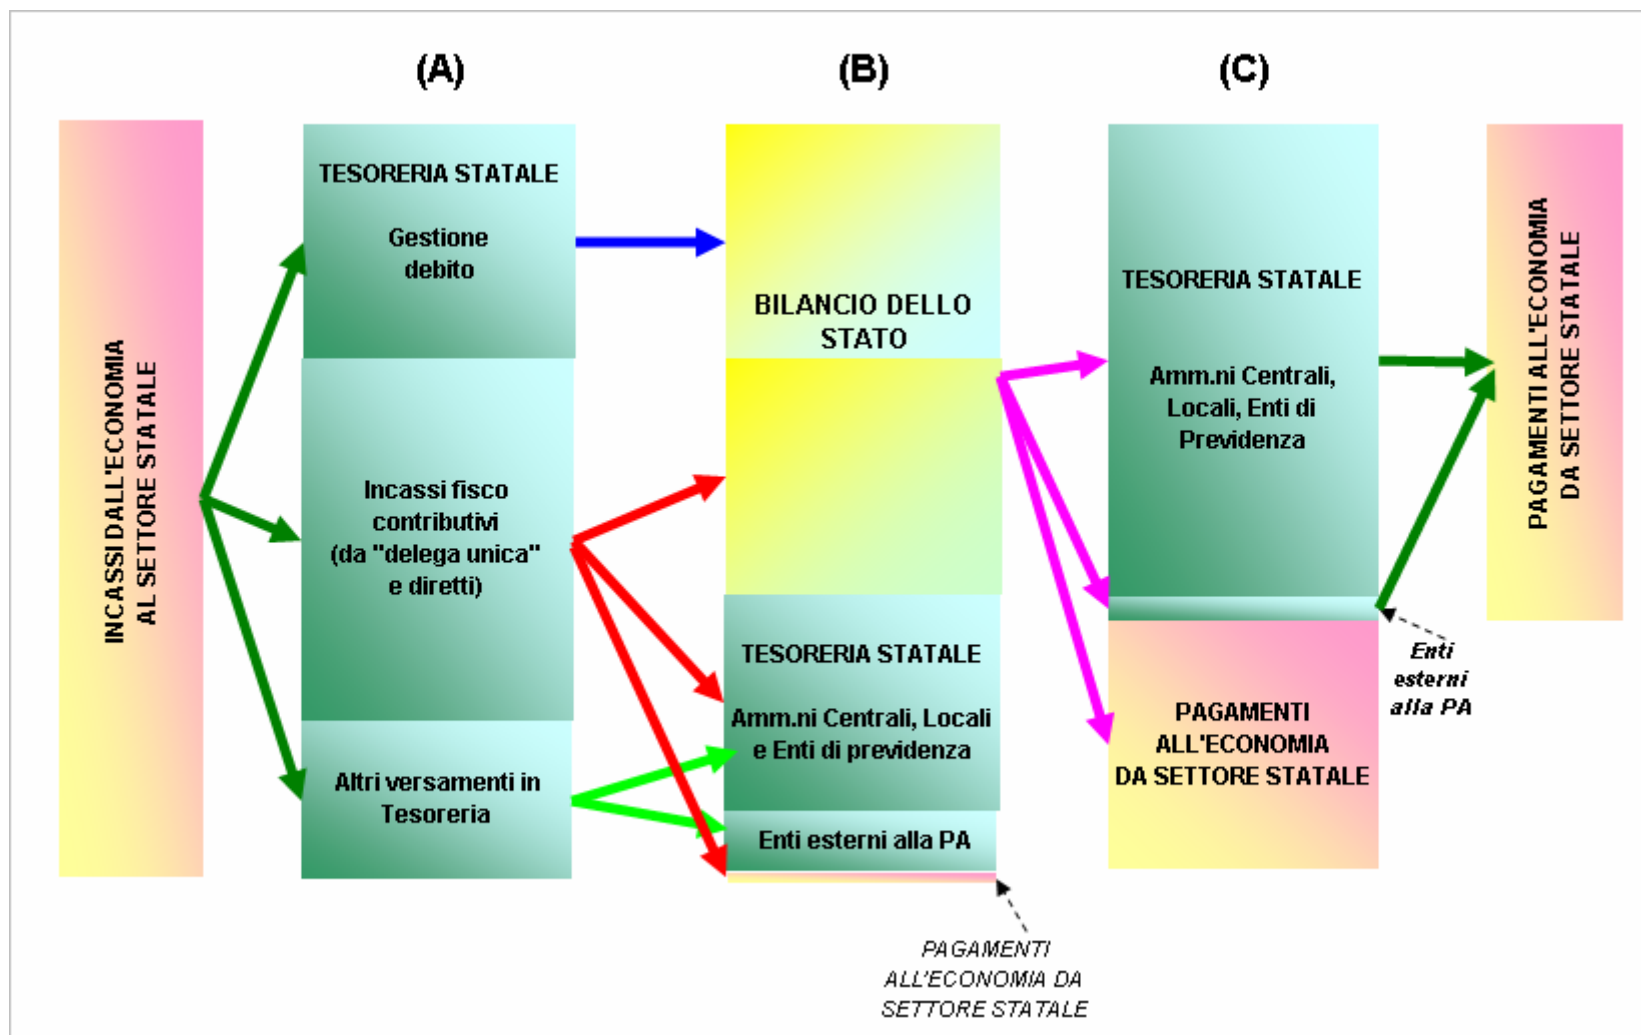 (A)
(B)
(C)
INCASSI DALL'ECONOMIA
AL SETTORE STATALE
TESORERIA STATALE
Gestione
debito
Incassi fisco
contributivi
(da "delega unica"
e diretti)
Altri versamenti in
Tesoreria
BILANCIO DELLO
STATO
TESORERIA STATALE
Amm.ni Centrali, Locali
e Enti di previdenza
Enti esterni alla PA
PAGAMENTI
ALL'ECONOMIA DA
SETTORE STATALE
TESORERIA STATALE
Amm.ni Centrali,
Locali, Enti di
Previdenza
PAGAMENTI
ALL'ECONOMIA
DA SETTORE STATALE
Enti
esterni
alla PA
PAGAMENTI ALL'ECONOMIA
DA SETTORE STATALE